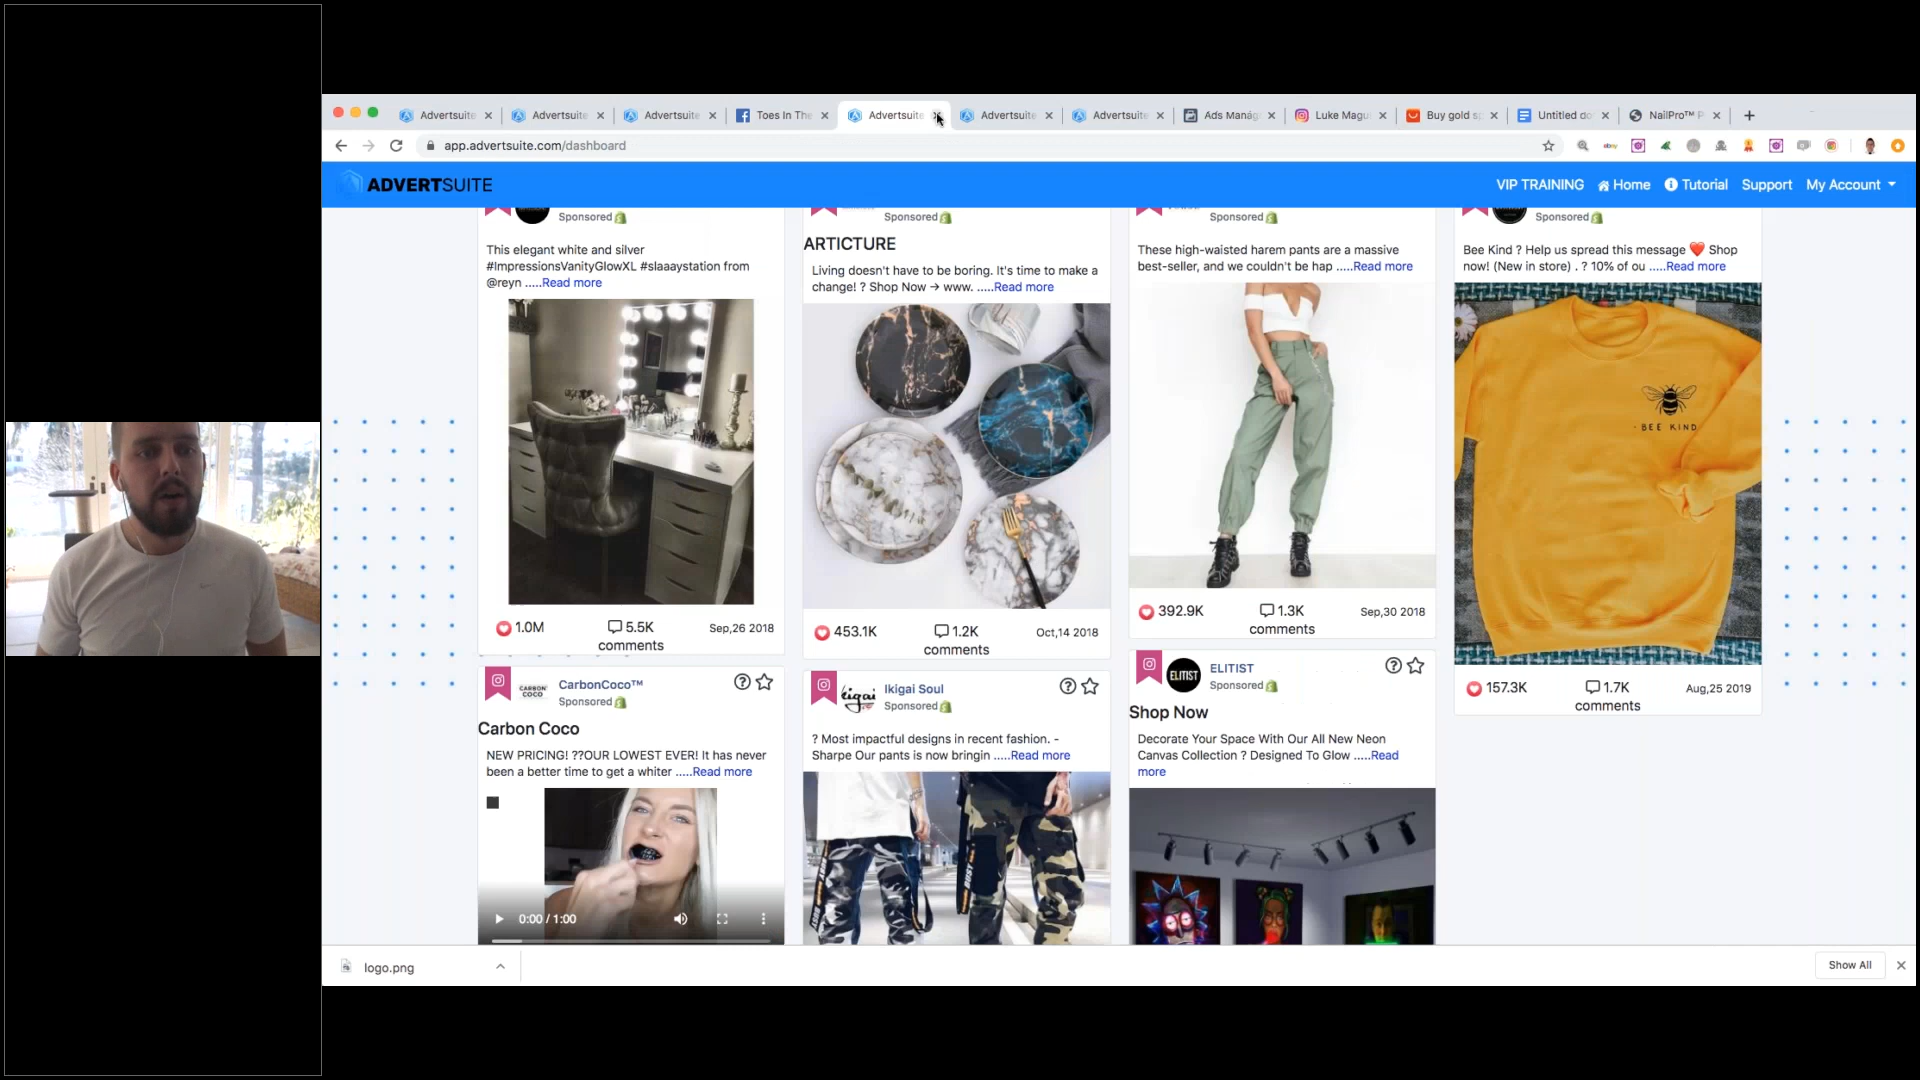 Advertsuite
Advertsuite
Advertsuite
Toes In The
Advertsuite
Advertsuite
Advertsuite
Ads Manag
Luke Magu
Buy gold s
Untitled do
NailPro™ P
app.advertsuite.com/dashboard
ebay
ADVERTSUITE
VIP TRAINING
Home
Tutorial
Support
My Account
Sponsored
This elegant white and silver
#ImpressionsVanityGlowXL #slaaaystation from
@reyn .....Read more
1.0M
5.5K
comments
Sep,26 2018
Sponsored
ARTICTURE
Living doesn't have to be boring. It's time to make a
change! ? Shop Now → www. .....Read more
453.1K
1.2K
comments
Oct,14 2018
Sponsored
These high-waisted harem pants are a massive
best-seller, and we couldn't be hap .....Read more
392.9K
1.3K
comments
Sep,30 2018
Sponsored
Bee Kind ? Help us spread this message ❤️ Shop
now! (New in store) . ? 10% of ou .....Read more
- BEE KIND
157.3K
1.7K
comments
Aug,25 2019
CARBON
COCO
CarbonCoco™
Sponsored
Carbon Coco
NEW PRICING! ??OUR LOWEST EVER! It has never
been a better time to get a whiter .....Read more
0:00 / 1:00
ikigai
Ikigai Soul
Sponsored
? Most impactful designs in recent fashion. -
Sharpe Our pants is now bringin .....Read more
ELITIST
ELITIST
Sponsored
Shop Now
Decorate Your Space With Our All New Neon
Canvas Collection ? Designed To Glow .....Read
more
logo.png
Show All